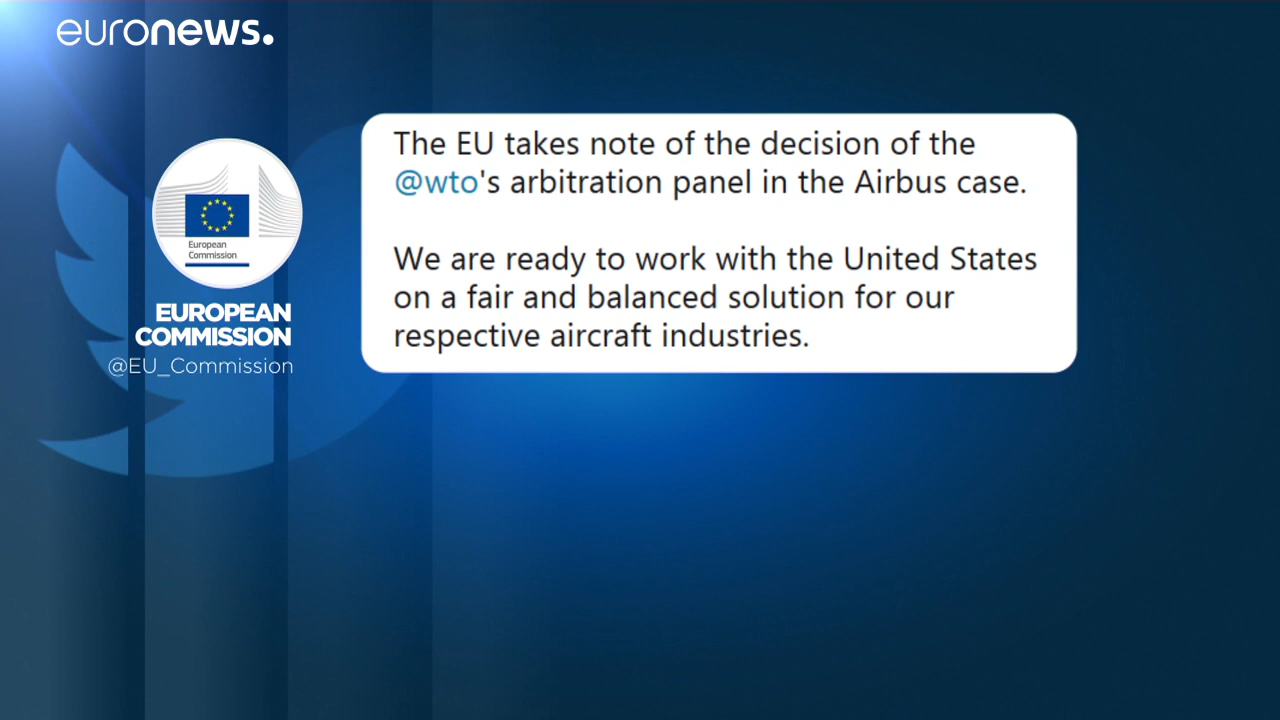 euronews.
The EU takes note of the decision of the
@wto's arbitration panel in the Airbus case.
We are ready to work with the United States
on a fair and balanced solution for our
respective aircraft industries.
European
Commission
EUROPEAN
COMMISSION
@EU_Commission